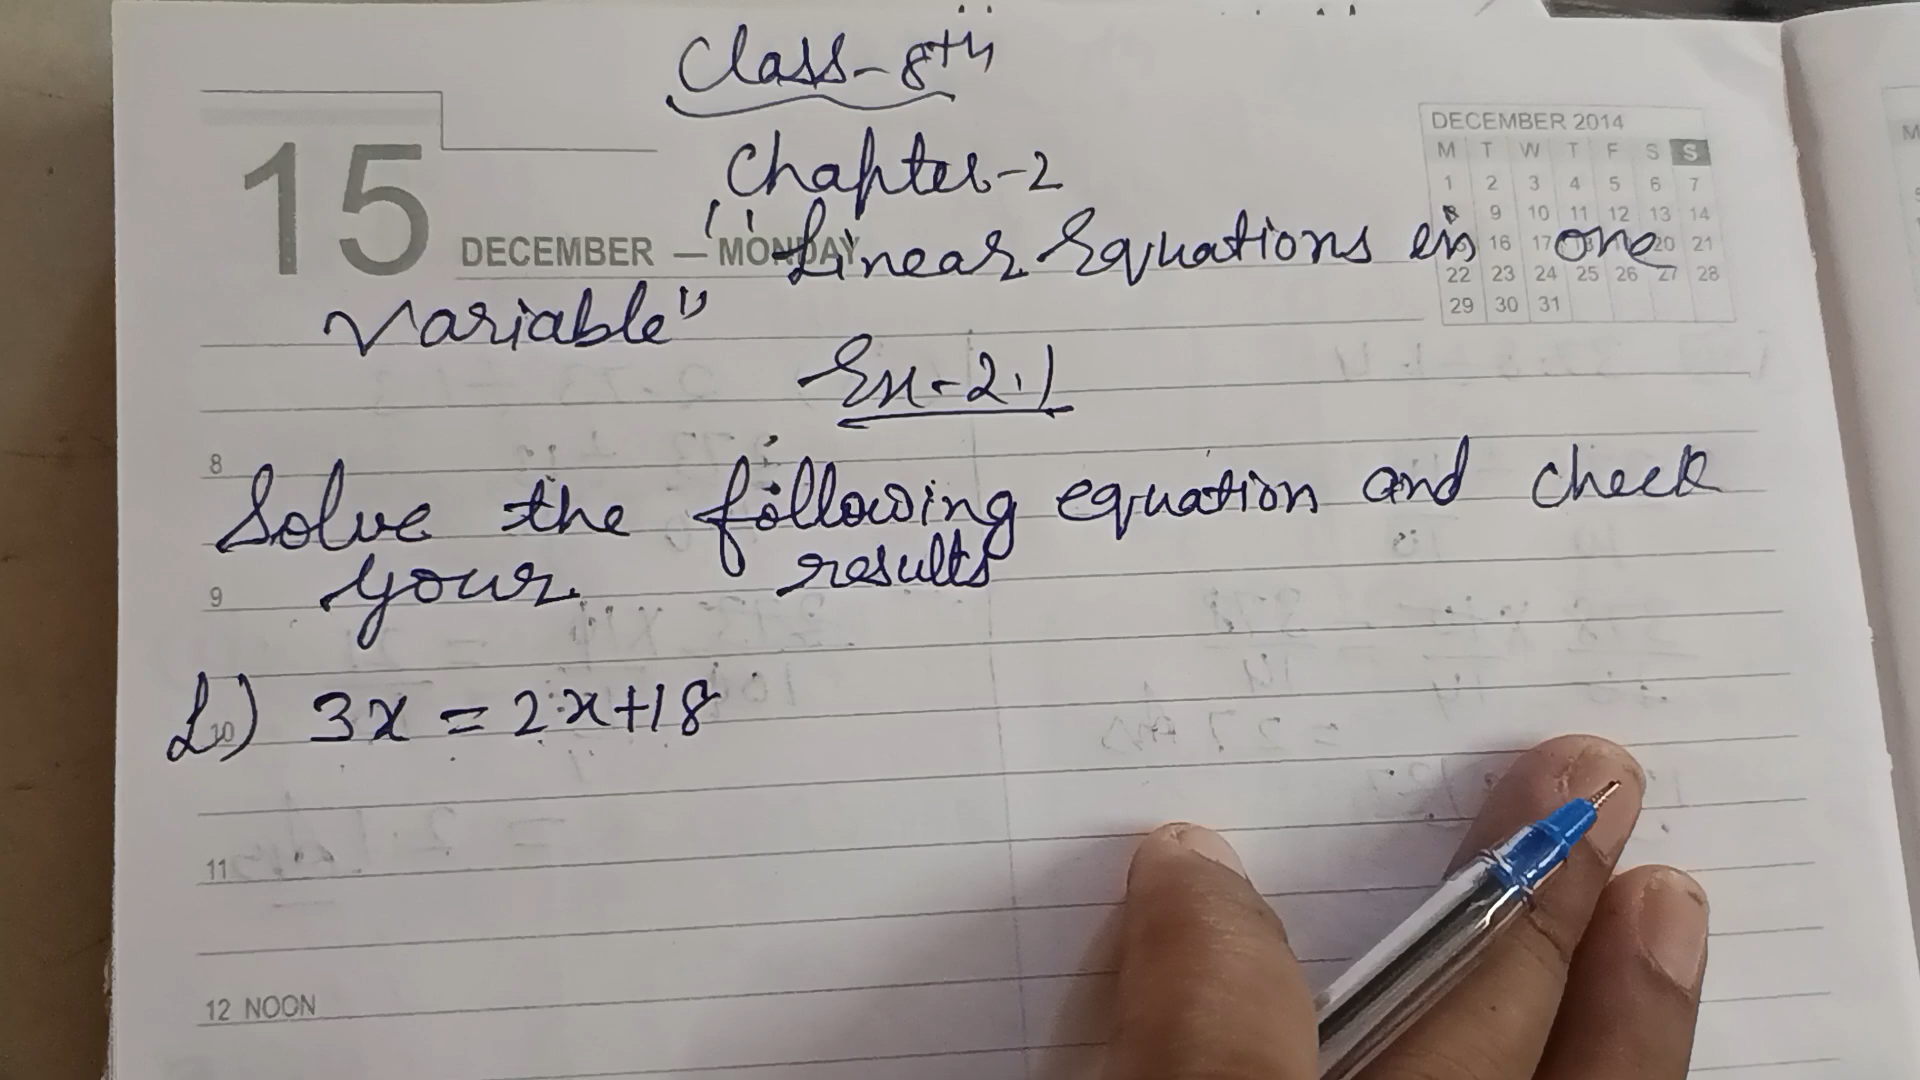 Class-8th
Chapter-2
15
DECEMBER — MONDAY
"Linear Equations in one
Variable"
Ex-2.1
Solve the following equation and check
your results
1) 3x = 2x+18
DECEMBER 2014
M T W T F S S
1 2 3 4 5 6 7
8 9 10 11 12 13 14
16 17 20 21
22 23 24 25 26 27 28
29 30 31
8
9
10
11
12 NOON